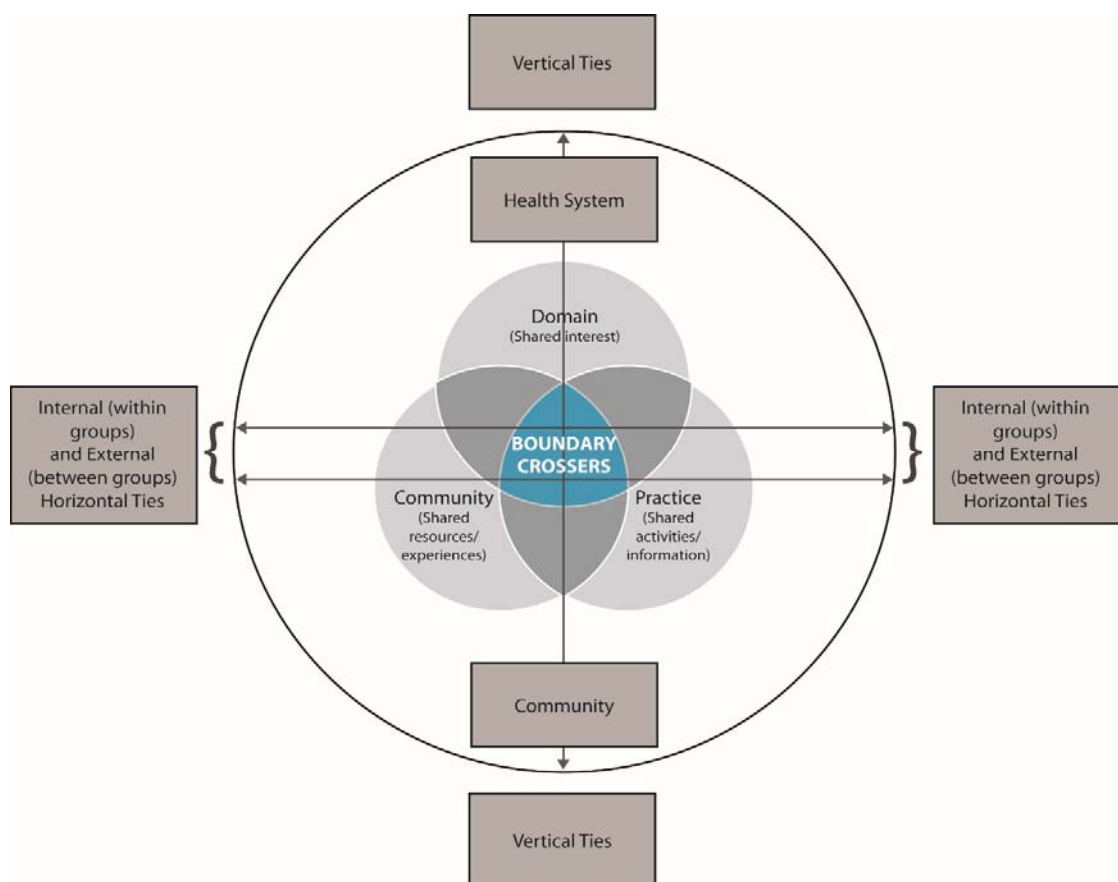 Vertical Ties
Health System
Domain
(Shared interest)
Internal (within
groups)
and External
(between groups)
Horizontal Ties
{
BOUNDARY
CROSSERS
}
Internal (within
groups)
and External
(between groups)
Horizontal Ties
Community
(Shared
resources/
experiences)
Practice
(Shared
activities/
information)
Community
Vertical Ties